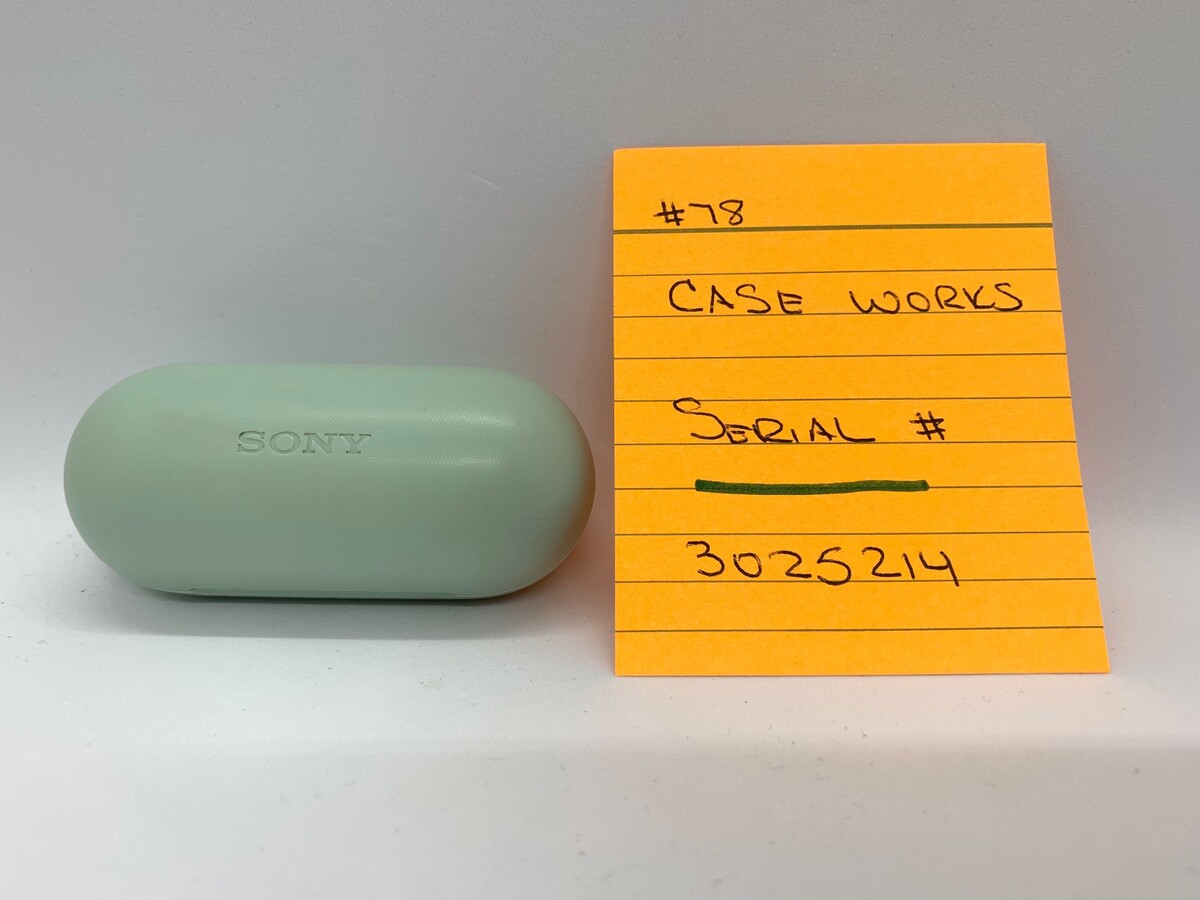 SONY
#78
CASE WORKS
SERIAL #
3025214